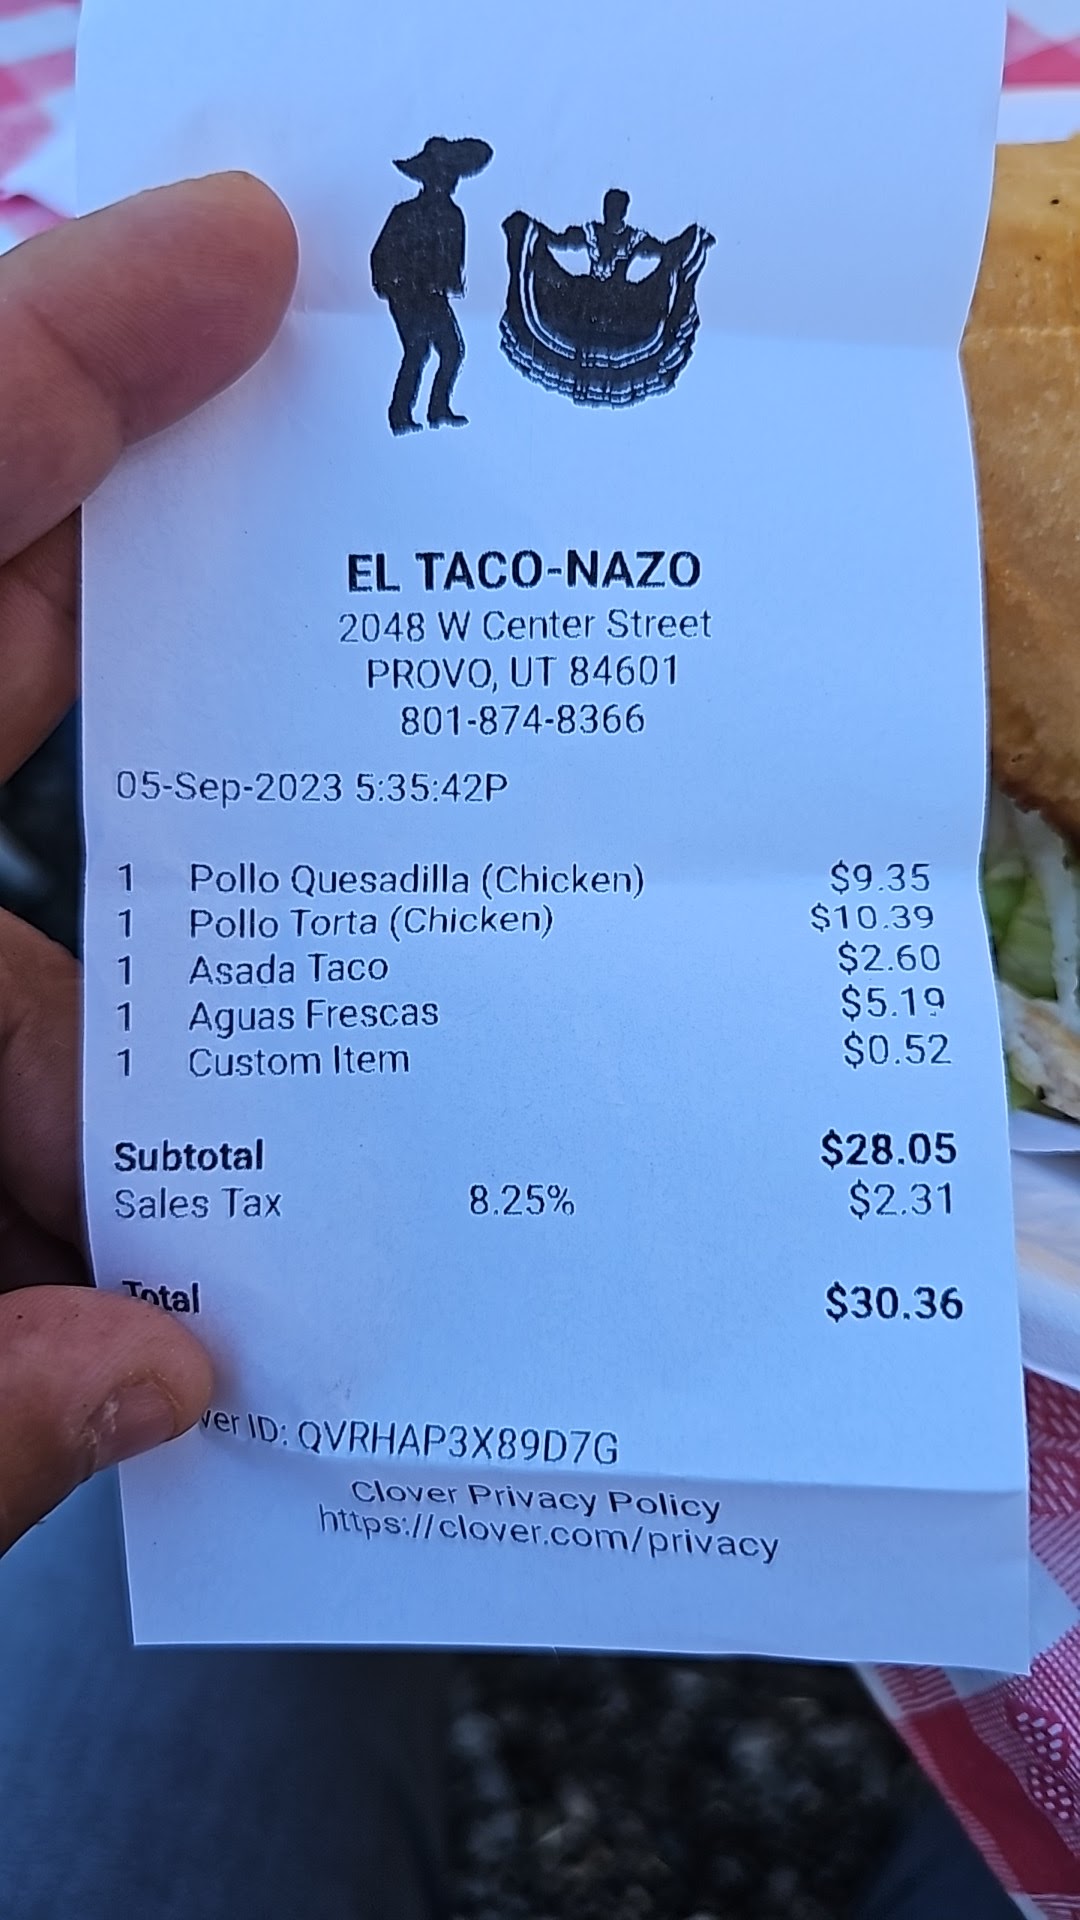 EL TACO-NAZO
2048 W Center Street
PROVO, UT 84601
801-874-8366
05-Sep-2023 5:35:42P
1 Pollo Quesadilla (Chicken) $9.35
1 Pollo Torta (Chicken) $10.39
1 Asada Taco $2.60
1 Aguas Frescas $5.19
1 Custom Item $0.52
Subtotal $28.05
Sales Tax 8.25% $2.31
Total $30.36
ver ID: QVRHAP3X89D7G
Clover Privacy Policy
https://clover.com/privacy